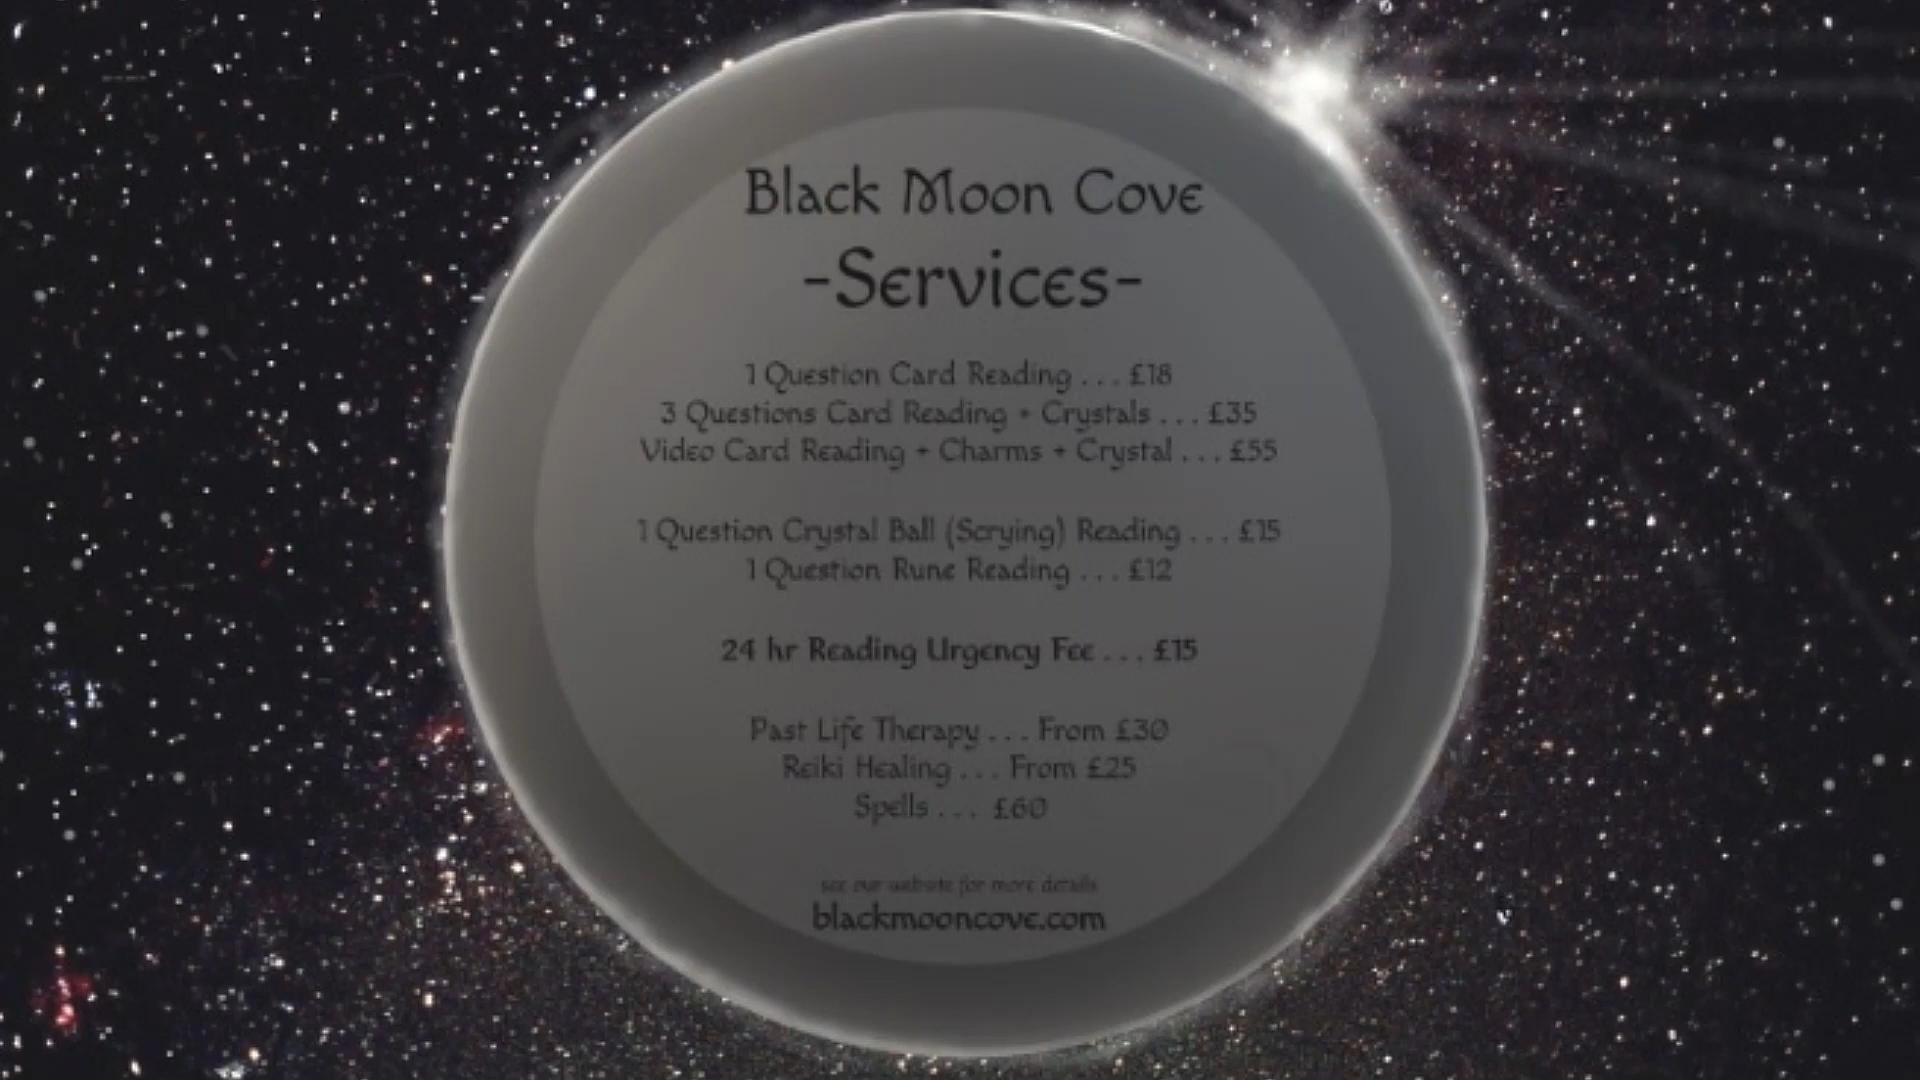 Black Moon Cove
-Services-
1 Question Card Reading . . . £18
3 Questions Card Reading + Crystals . . . £35
Video Card Reading + Charms + Crystal . . . £55
1 Question Crystal Ball (Scrying) Reading . . . £15
1 Question Rune Reading . . . £12
24 hr Reading Urgency Fee . . . £15
Past Life Therapy . . . From £30
Reiki Healing . . . From £25
Spells . . . £60
see our website for more details
blackmooncove.com